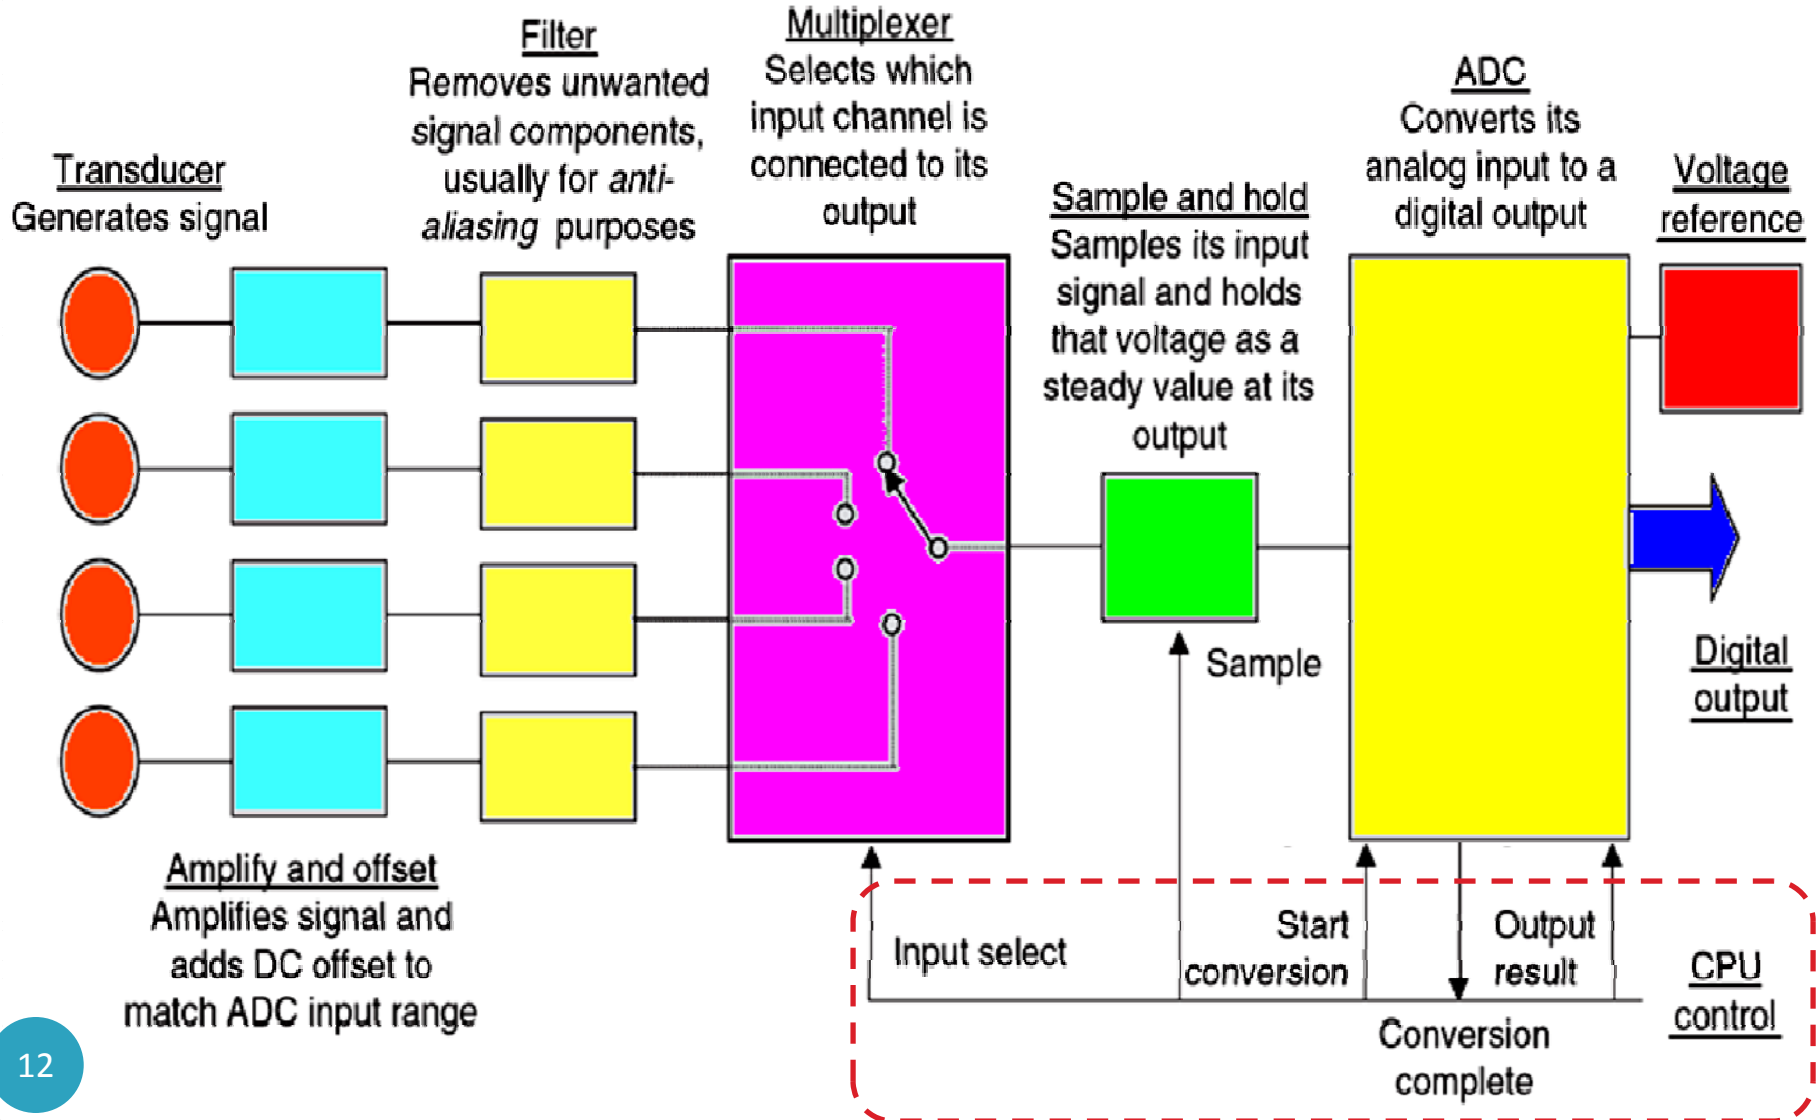 Transducer
Generates signal
Filter
Removes unwanted
signal components,
usually for anti-
aliasing purposes
Multiplexer
Selects which
input channel is
connected to its
output
Sample and hold
Samples its input
signal and holds
that voltage as a
steady value at its
output
ADC
Converts its
analog input to a
digital output
Voltage
reference
Sample
Digital
output
Amplify and offset
Amplifies signal and
adds DC offset to
match ADC input range
Input select
Start
conversion
Output
result
CPU
control
Conversion
complete
12